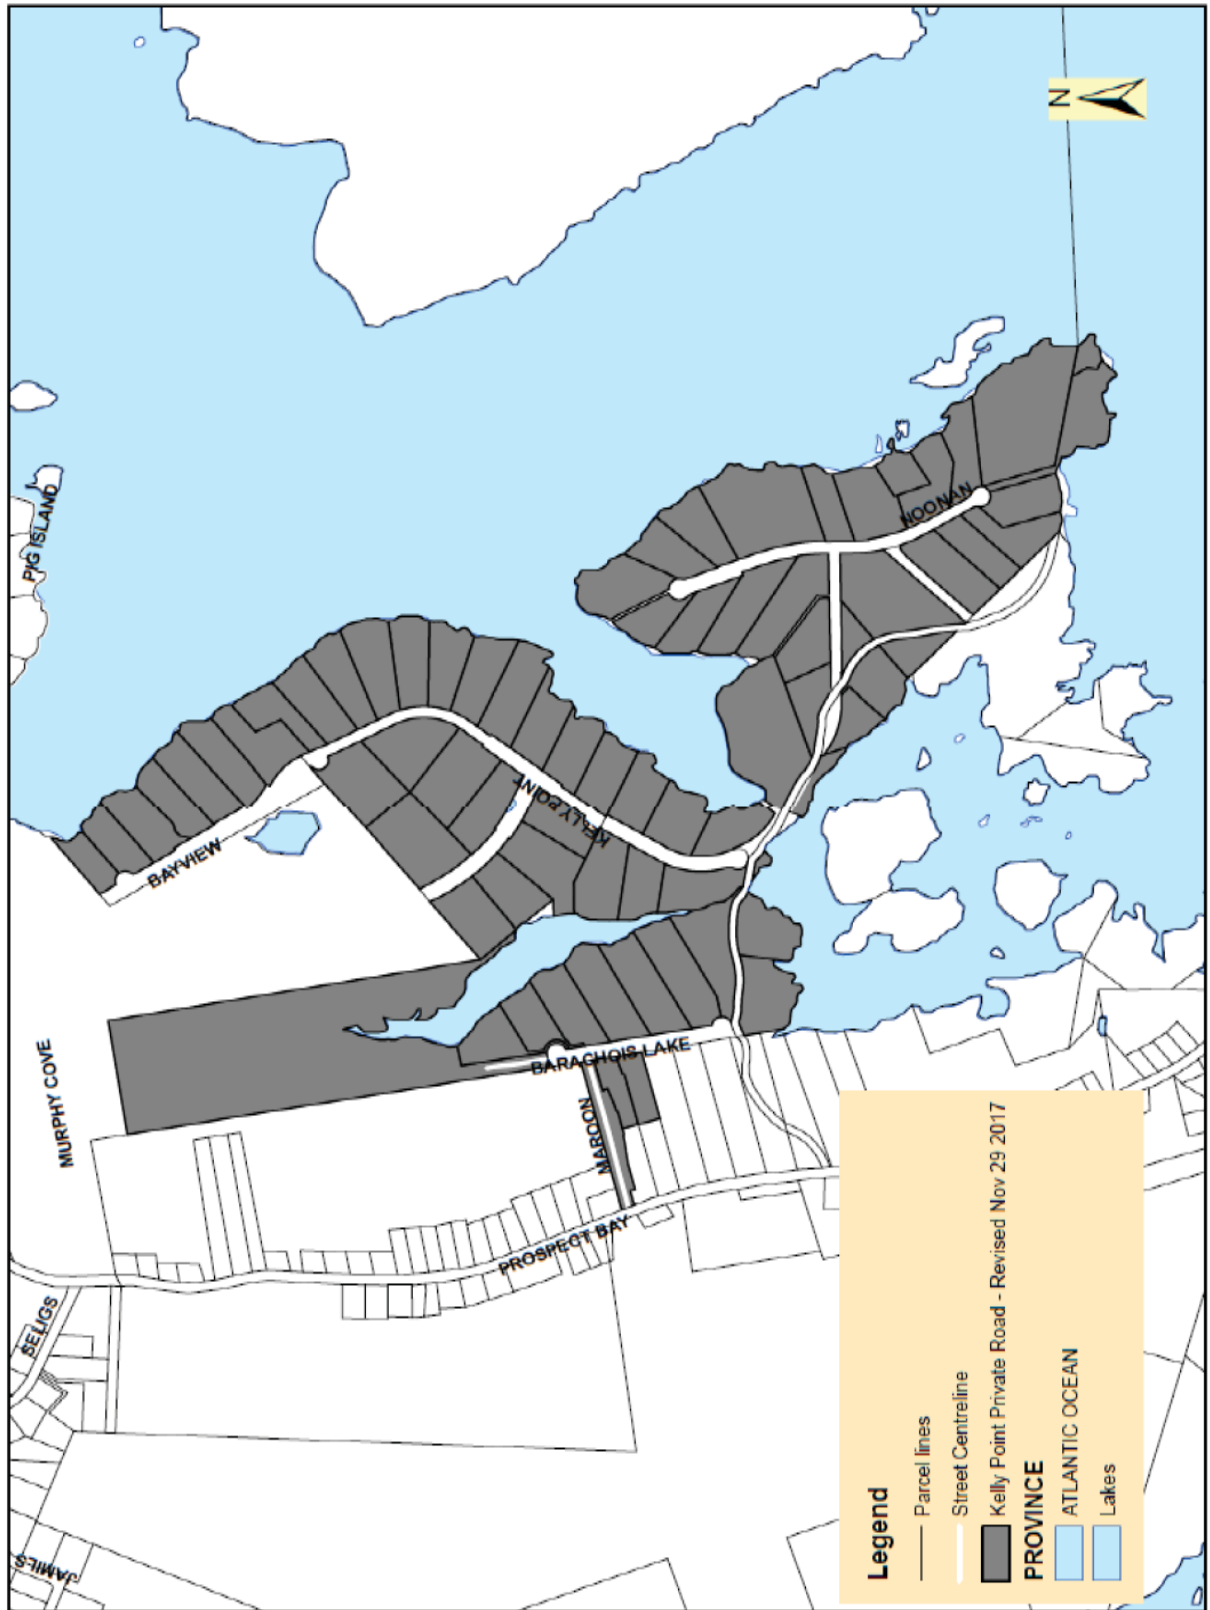 PIG ISLAND
N
NOONAN
KELLY POINT
BAYVIEW
MURPHY COVE
BARAGHOIS LAKE
MAROON
PROSPECT BAY
SELIGS
JAMILS
Legend
Parcel lines
Street Centreline
Kelly Point Private Road - Revised Nov 29 2017
PROVINCE
ATLANTIC OCEAN
Lakes